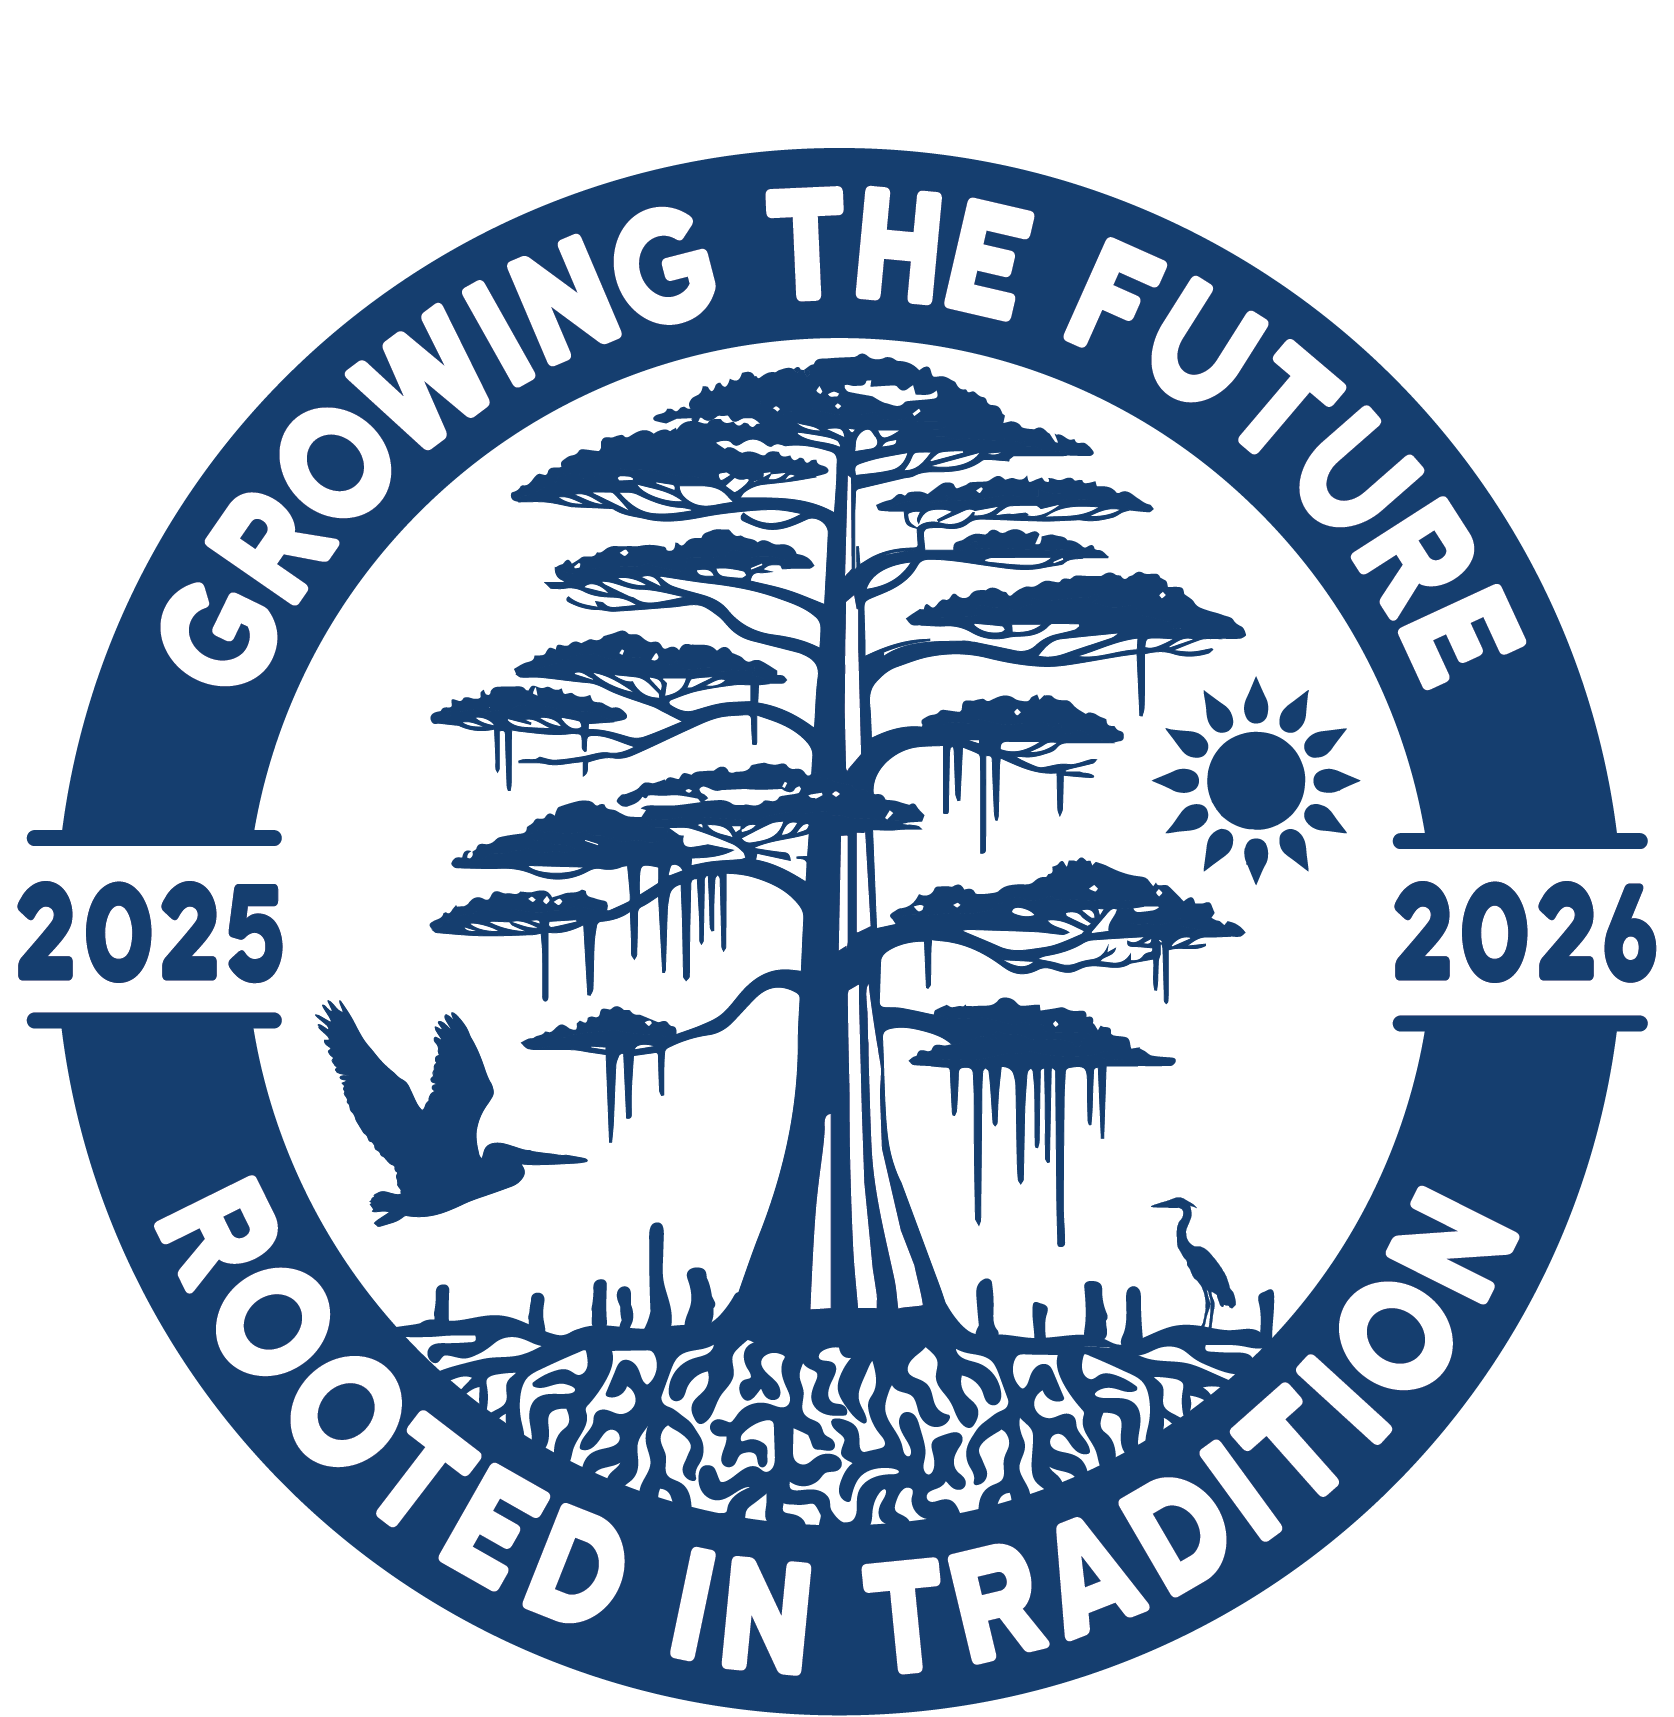 GROWING THE FUTURE
2025
2026
ROOTED IN TRADITION